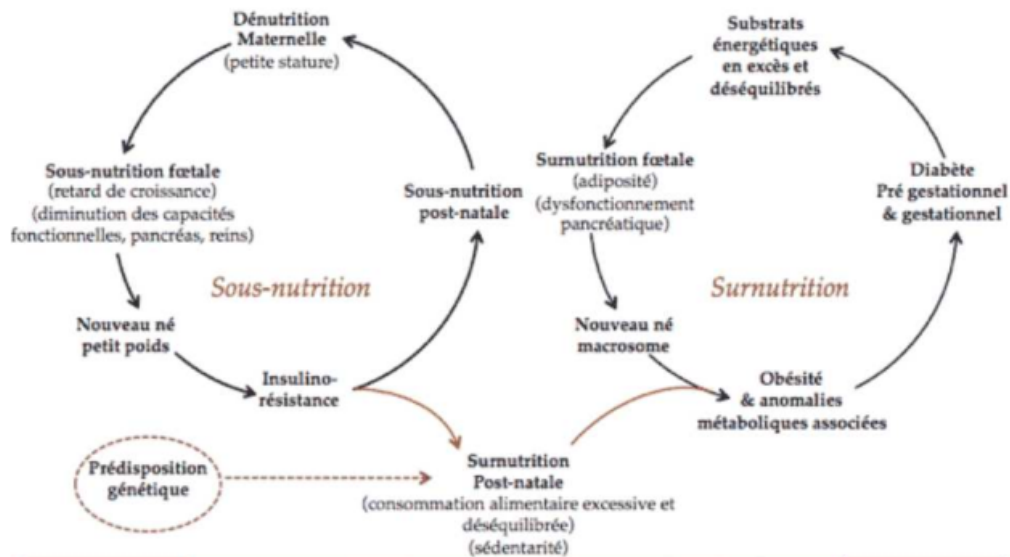 Dénutrition
Maternelle
(petite stature)
Sous-nutrition fœtale
(retard de croissance)
(diminution des capacités
fonctionnelles, pancréas, reins)
Sous-nutrition
post-natale
Sous-nutrition
Nouveau né
petit poids
Insulino-
résistance
Substrats
énergétiques
en excès et
déséquilibrés
Surnutrition fœtale
(adiposité)
(dysfonctionnement
pancréatique)
Diabète
Pré gestationnel
& gestationnel
Surnutrition
Nouveau né
macrosome
Obésité
& anomalies
métaboliques associées
Prédisposition
génétique
Surnutrition
Post-natale
(consommation alimentaire excessive et
déséquilibrée)
(sédentarité)